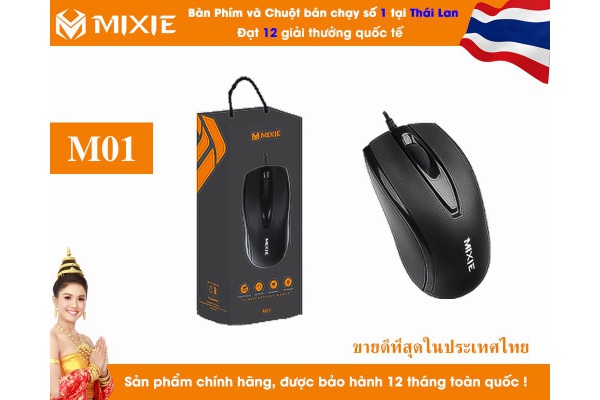 MIXIE
Bàn Phím và Chuột bán chạy số 1 tại Thái Lan
Đạt 12 giải thưởng quốc tế
M01
MIXIE
MIXIE
M01
MIXIE
ขายดีที่สุดในประเทศไทย
Sản phẩm chính hãng, được bảo hành 12 tháng toàn quốc !